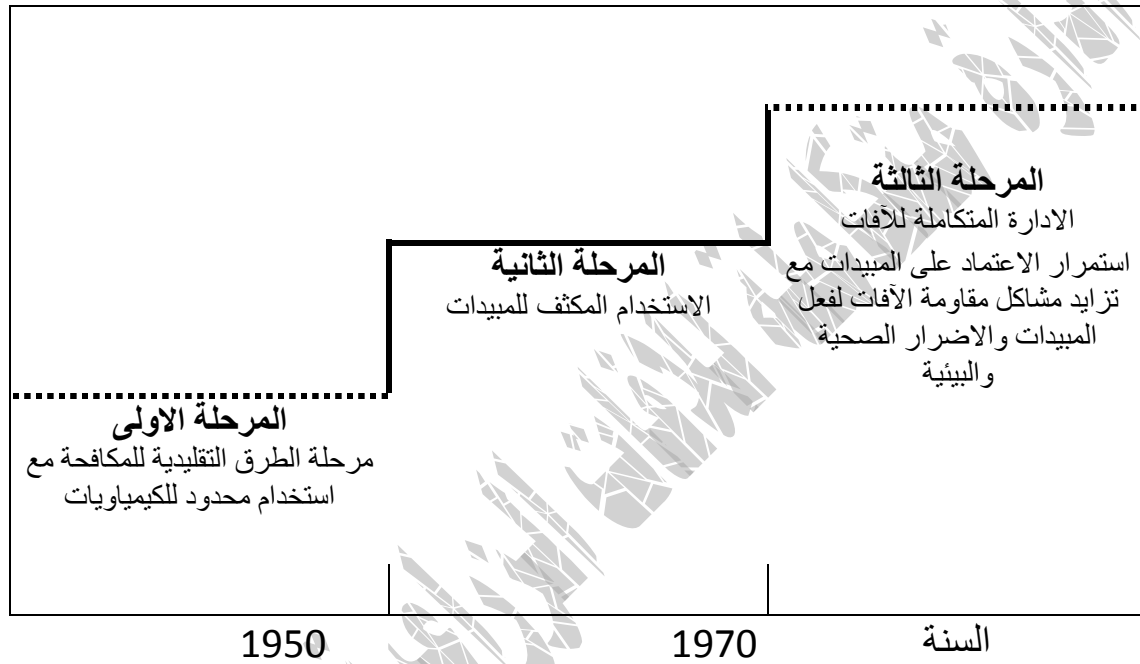 المرحلة الثالثة
الادارة المتكاملة للآفات
استمرار الاعتماد على المبيدات مع
تزايد مشاكل مقاومة الآفات لفعل
المبيدات والاضرار الصحية
والبيئية
المرحلة الثانية
الاستخدام المكثف للمبيدات
المرحلة الاولى
مرحلة الطرق التقليدية للمكافحة مع
استخدام محدود للكيمياويات
السنة
1970
1950